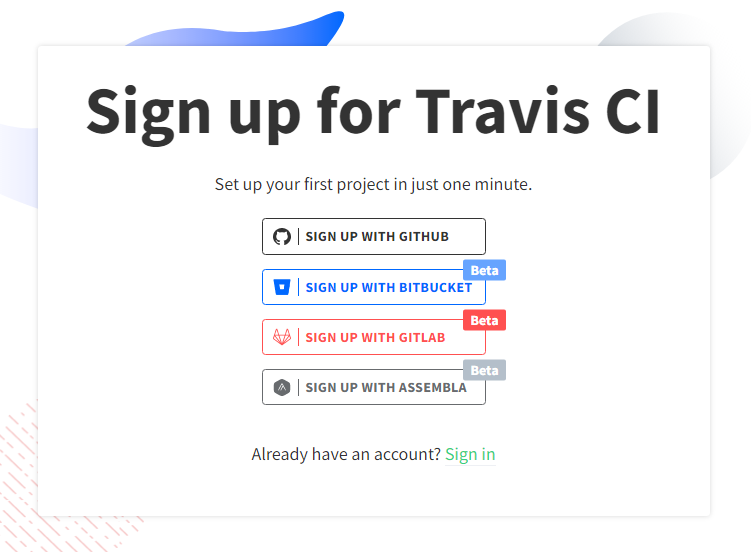 Sign up for Travis CI
Set up your first project in just one minute.
SIGN UP WITH GITHUB
Beta
SIGN UP WITH BITBUCKET
Beta
SIGN UP WITH GITLAB
Beta
SIGN UP WITH ASSEMBLA
Already have an account? Sign in